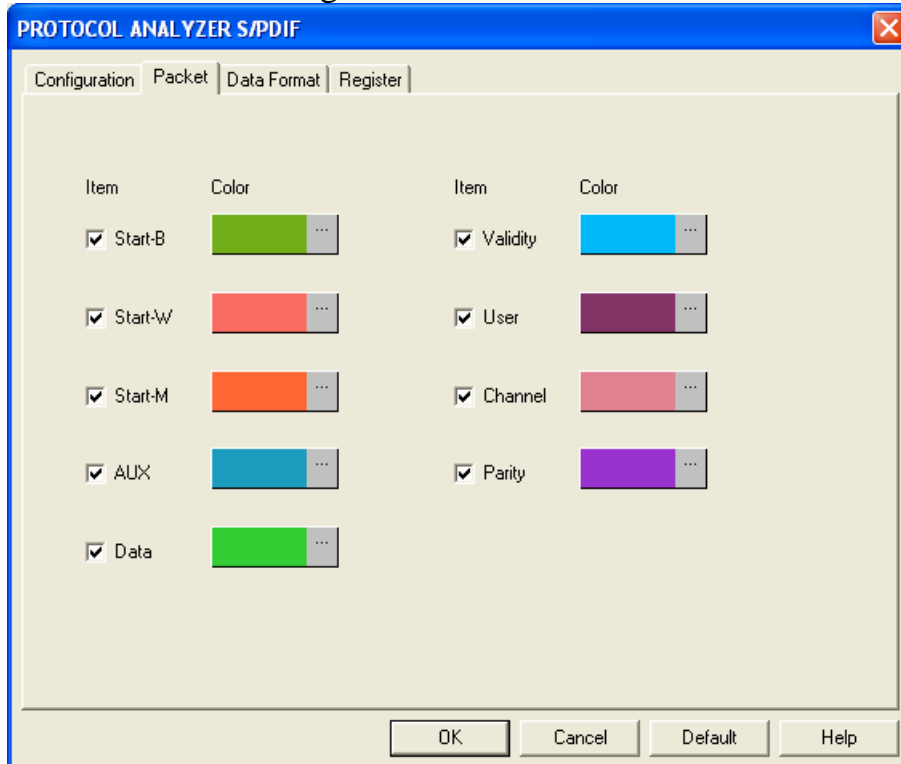 PROTOCOL ANALYZER S/PDIF
Configuration Packet Data Format Register
Item Color Item Color
Start-B ... Validity ...
Start-W ... User ...
Start-M ... Channel ...
AUX ... Parity ...
Data ...
OK Cancel Default Help